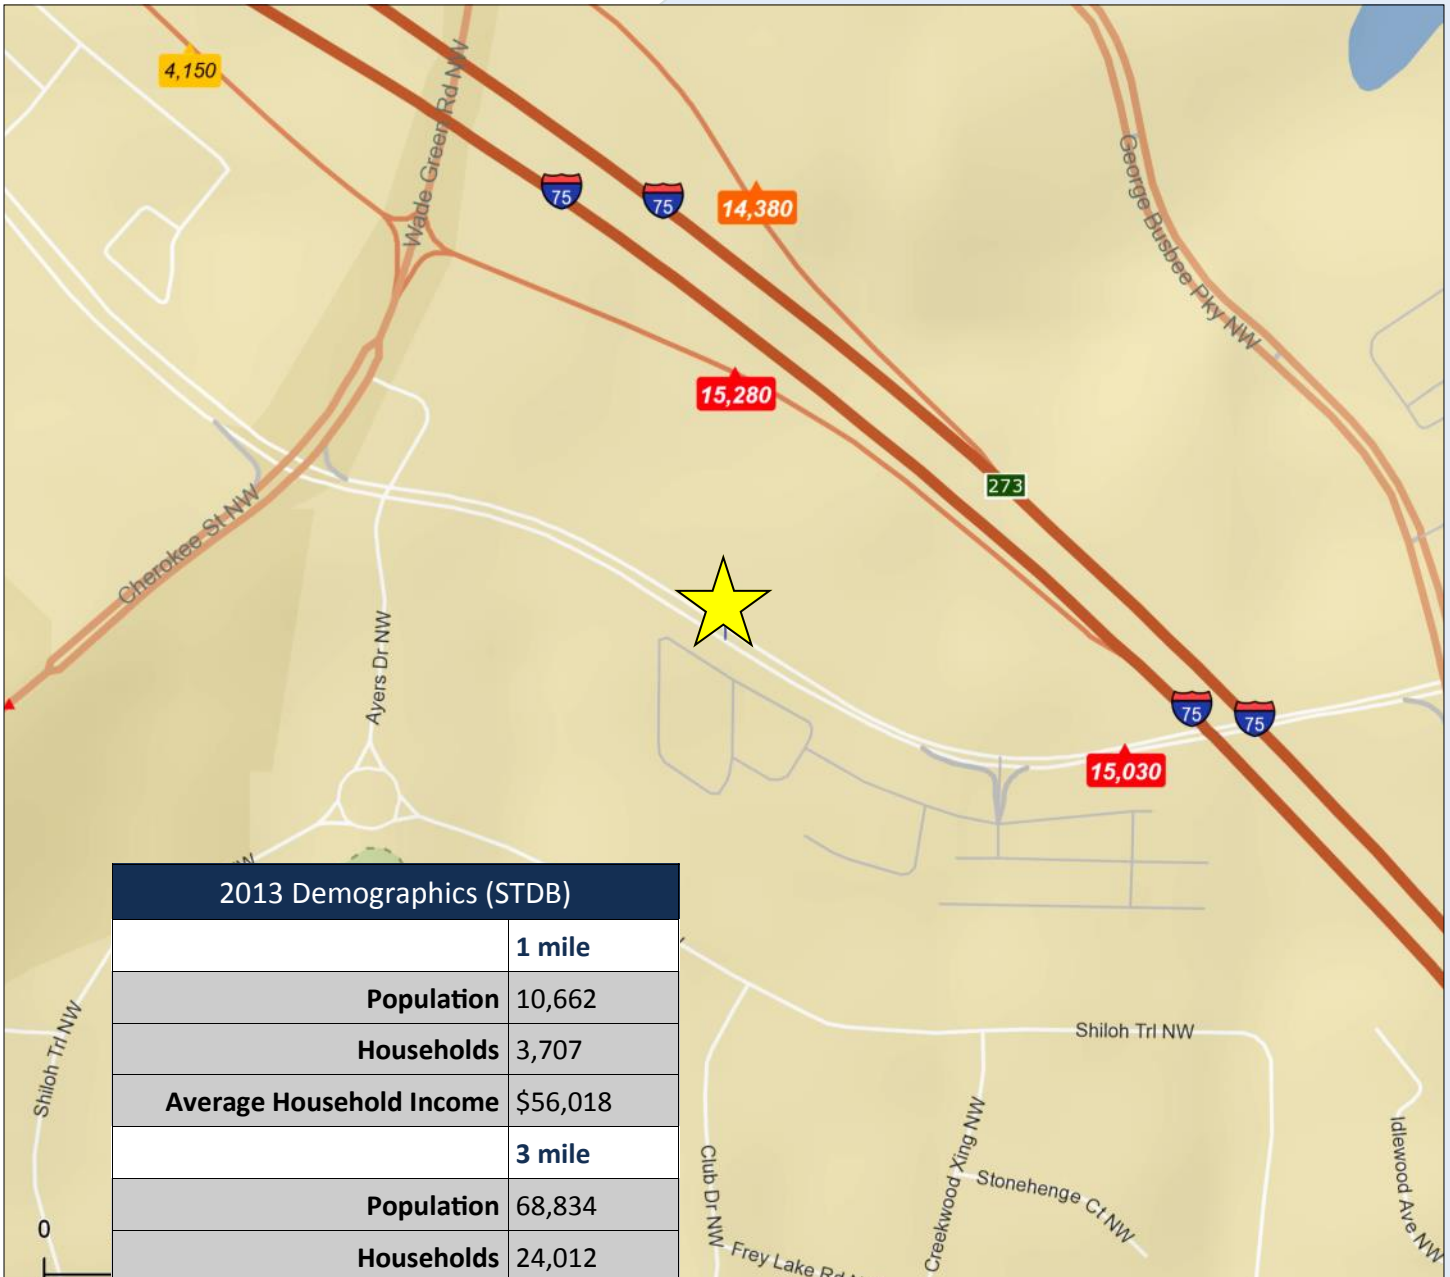 4,150
Wade Green Rd NW
75
75
14,380
George Busbee Pky NW
15,280
273
Cherokee St NW
Ayers Dr NW
75
75
15,030
W
2013 Demographics (STDB)
1 mile
Population 10,662
Households 3,707
Average Household Income $56,018
3 mile
Population 68,834
Households 24,012
Shiloh Trl NW
Shiloh Trl NW
Club Dr NW
Creekwood Xing NW
Stonehenge Ct NW
Idlewood Ave NW
Frey Lake Rd
0